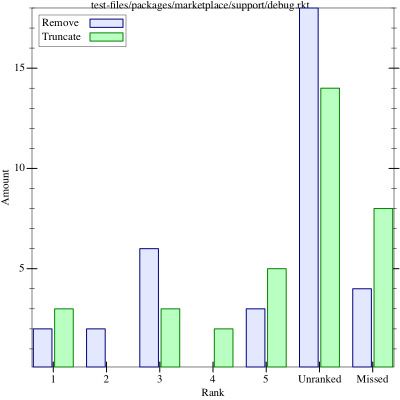 test-files/packages/marketplace/support/debug.rkt
Remove
Truncate
15
10
5
Amount
1 2 3 4 5 Unranked Missed
Rank